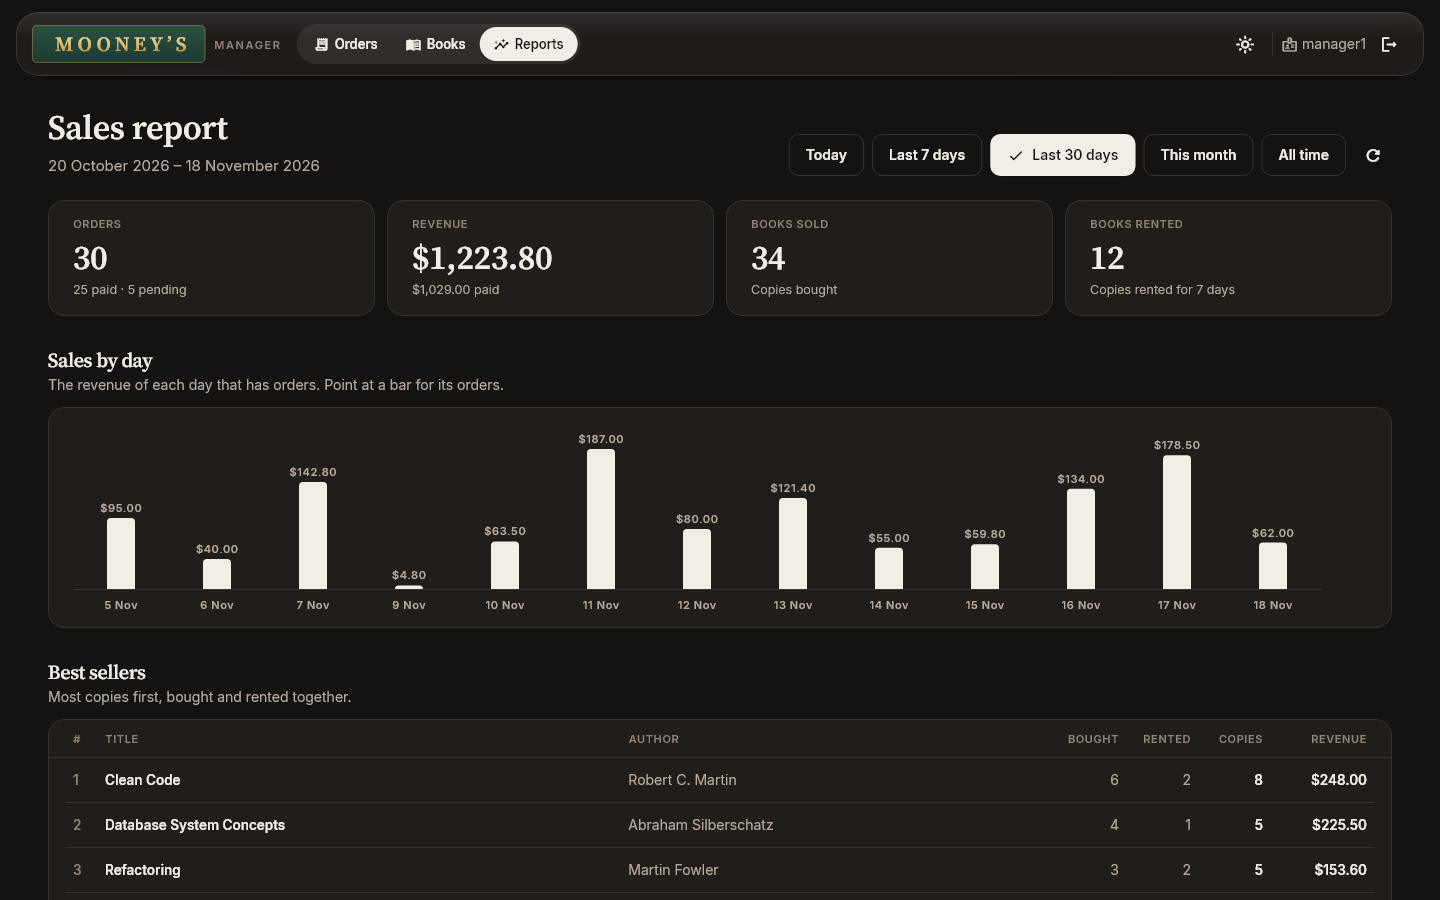 MOONEY'S MANAGER Orders Books Reports manager1
Sales report
20 October 2026 – 18 November 2026
Today Last 7 days Last 30 days This month All time
ORDERS REVENUE BOOKS SOLD BOOKS RENTED
30 $1,223.80 34 12
25 paid · 5 pending $1,029.00 paid Copies bought Copies rented for 7 days
Sales by day
The revenue of each day that has orders. Point at a bar for its orders.
$95.00 $40.00 $142.80 $4.80 $63.50 $187.00 $80.00 $121.40 $55.00 $59.80 $134.00 $178.50 $62.00
5 Nov 6 Nov 7 Nov 9 Nov 10 Nov 11 Nov 12 Nov 13 Nov 14 Nov 15 Nov 16 Nov 17 Nov 18 Nov
Best sellers
Most copies first, bought and rented together.
# TITLE AUTHOR BOUGHT RENTED COPIES REVENUE
1 Clean Code Robert C. Martin 6 2 8 $248.00
2 Database System Concepts Abraham Silberschatz 4 1 5 $225.50
3 Refactoring Martin Fowler 3 2 5 $153.60